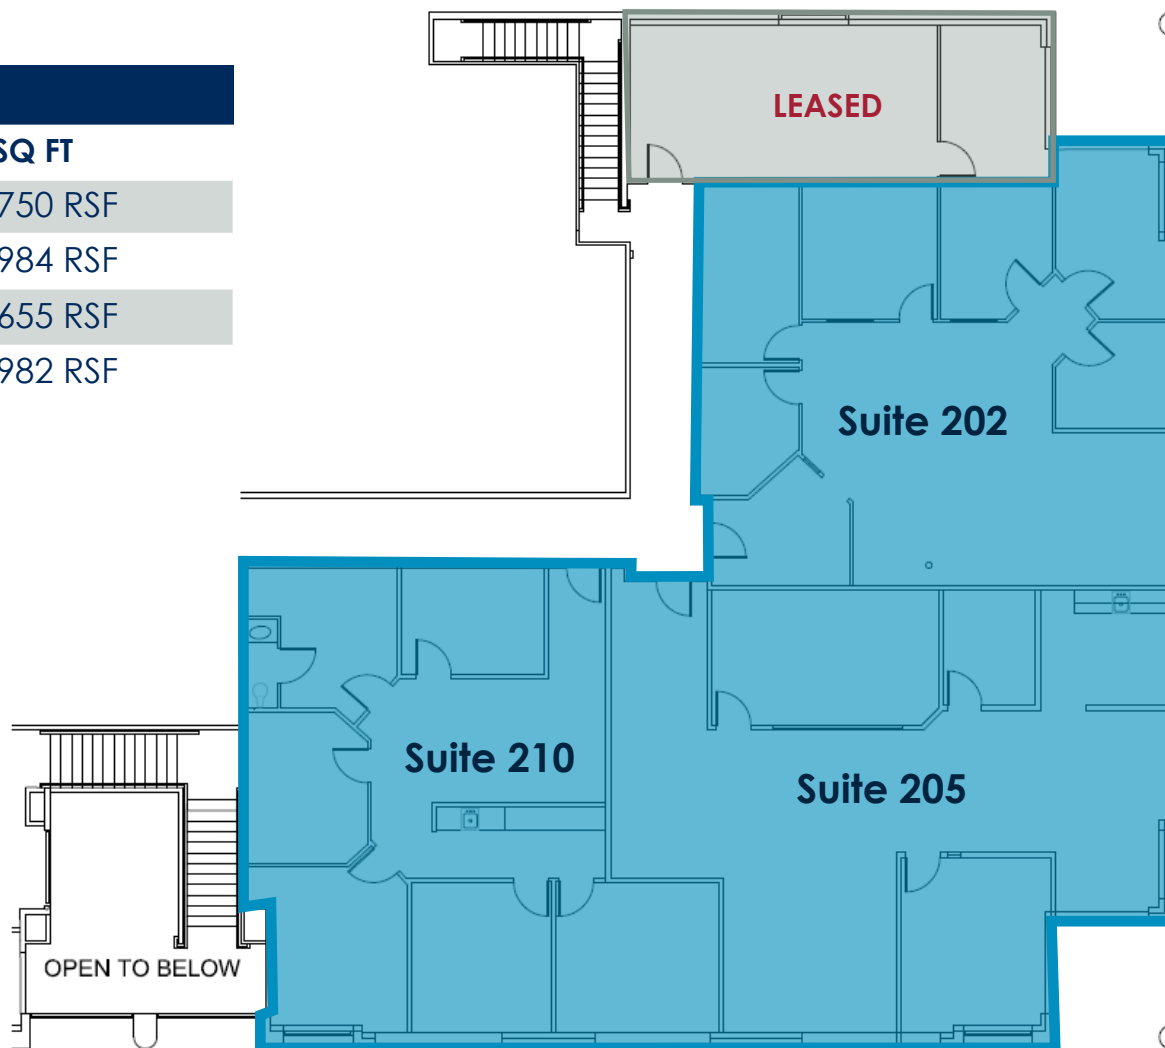 SQ FT
750 RSF
984 RSF
655 RSF
982 RSF
LEASED
Suite 202
Suite 210
Suite 205
OPEN TO BELOW